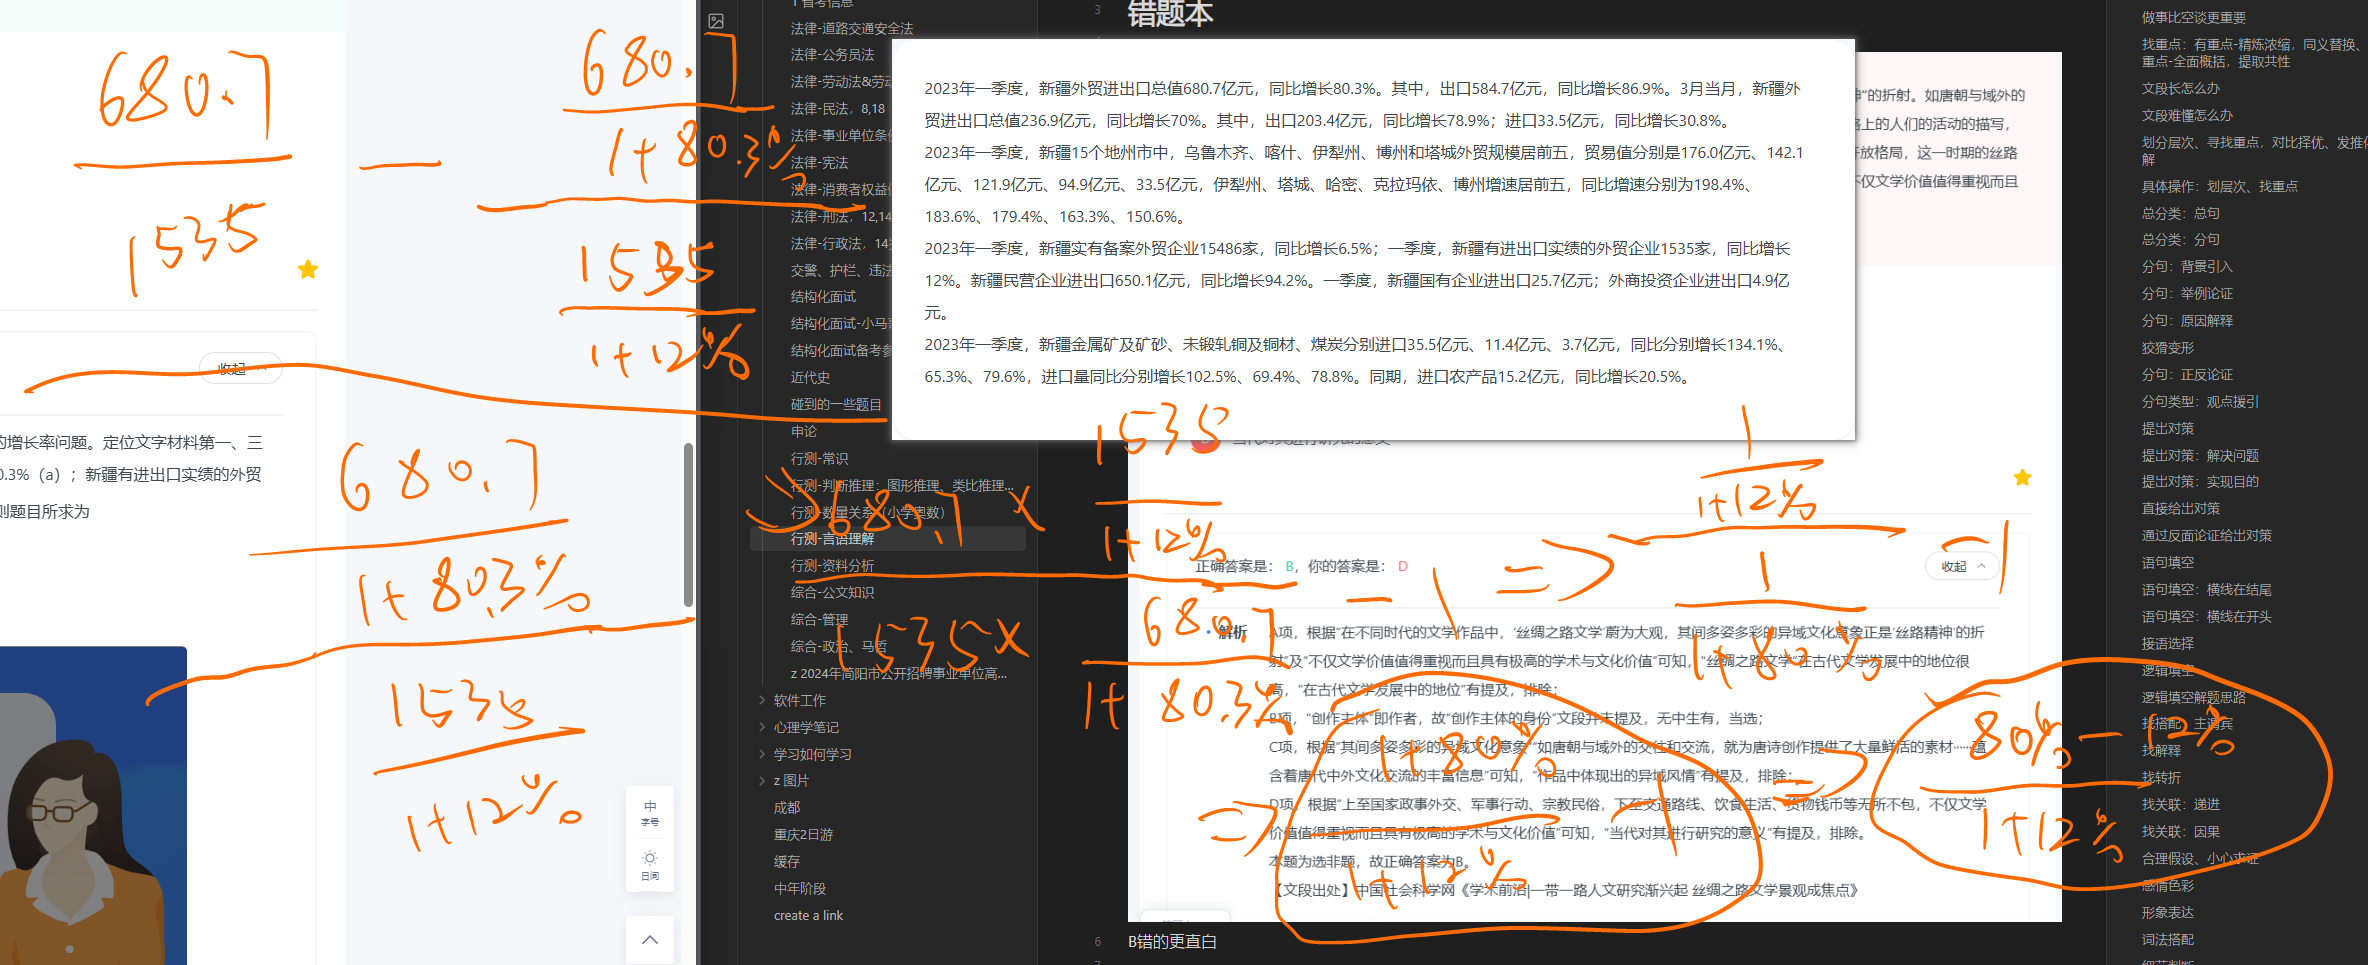 收起
的增长率问题。定位文字材料第一、三
0.3%（a）；新疆有进出口实绩的外贸
则题目所求为
中
字号
日间
680.7
1535
—
680.7
1+80.3%
1535
1+12%
680.7
1+80.3%
1535
1+12%
法律-道路交通安全法
法律-公务员法
法律-劳动法&劳动
法律-民法，8,18
法律-事业单位条
法律-宪法
法律-消费者权益
法律-刑法，12,14
法律-行政法，14
交警、护栏、违法
结构化面试
结构化面试-小马哥
结构化面试备考参
近代史
碰到的一些题目
申论
行测-常识
行测-判断推理：图形推理、类比推理...
行测-数量关系（小学奥数）
行测-言语理解
行测-资料分析
综合-公文知识
综合-管理
综合-政治、马哲
z 2024年简阳市公开招聘事业单位高...
软件工作
心理学笔记
学习如何学习
z 图片
成都
重庆2日游
缓存
中年阶段
create a link
3
错题本
2023年一季度，新疆外贸进出口总值680.7亿元，同比增长80.3%。其中，出口584.7亿元，同比增长86.9%。3月当月，新疆外
贸进出口总值236.9亿元，同比增长70%。其中，出口203.4亿元，同比增长78.9%；进口33.5亿元，同比增长30.8%。
2023年一季度，新疆15个地州市中，乌鲁木齐、喀什、伊犁州、博州和塔城外贸规模居前五，贸易值分别是176.0亿元、142.1
亿元、121.9亿元、94.9亿元、33.5亿元，伊犁州、塔城、哈密、克拉玛依、博州增速居前五，同比增速分别为198.4%、
183.6%、179.4%、163.3%、150.6%。
2023年一季度，新疆实有备案外贸企业15486家，同比增长6.5%；一季度，新疆有进出口实绩的外贸企业1535家，同比增长
12%。新疆民营企业进出口650.1亿元，同比增长94.2%。一季度，新疆国有企业进出口25.7亿元；外商投资企业进出口4.9亿
元。
2023年一季度，新疆金属矿及矿砂、未锻轧铜及铜材、煤炭分别进口35.5亿元、11.4亿元、3.7亿元，同比分别增长134.1%、
65.3%、79.6%，进口量同比分别增长102.5%、69.4%、78.8%。同期，进口农产品15.2亿元，同比增长20.5%。
”的折射。如唐朝与域外的
路上的人们的活动的描写，
开放格局，这一时期的丝路
不仅文学价值值得重视而且
=> 680.7 ×
1535
1+12%
1535 ×
680.7
1+80.3%
- 1 =>
1
1+12%
1
1+80%
- 1
=>
1+80%
1+12%
- 1
=>
80% - 12%
1+12%
正确答案是： B，你的答案是： D
收起
解析
A项，根据“在不同时代的文学作品中，‘丝绸之路文学’蔚为大观，其间多姿多彩的异域文化意象正是‘丝路精神’的折
射”及“不仅文学价值值得重视而且具有极高的学术与文化价值”可知，“丝绸之路文学”在古代文学发展中的地位很
高，“在古代文学发展中的地位”有提及，排除；
B项，“创作主体”即作者，故“创作主体的身份”文段并未提及，无中生有，当选；
C项，根据“其间多姿多彩的异域文化意象”“如唐朝与域外的交往和交流，就为唐诗创作提供了大量鲜活的素材……蕴
含着唐代中外文化交流的丰富信息”可知，“作品中体现出的异域风情”有提及，排除；
D项，根据“上至国家政事外交、军事行动、宗教民俗，下至交通路线、饮食生活、货物钱币等无所不包，不仅文学
价值值得重视而且具有极高的学术与文化价值”可知，“当代对其进行研究的意义”有提及，排除。
本题为选非题，故正确答案为B。
【文段出处】中国社会科学网《学术前沿|一带一路人文研究渐兴起 丝绸之路文学景观成焦点》
6
B错的更直白
做事比空谈更重要
找重点：有重点-精炼浓缩，同义替换、
重点-全面概括，提取共性
文段长怎么办
文段难懂怎么办
划分层次、寻找重点，对比择优、发推
解
具体操作：划层次、找重点
总分类：总句
总分类：分句
分句：背景引入
分句：举例论证
分句：原因解释
狡猾变形
分句：正反论证
分句类型：观点援引
提出对策
提出对策：解决问题
提出对策：实现目的
直接给出对策
通过反面论证给出对策
语句填空
语句填空：横线在结尾
语句填空：横线在开头
接语选择
逻辑填空
逻辑填空解题思路
找搭配、主谓宾
找解释
找转折
找关联：递进
找关联：因果
合理假设、小心求证
感情色彩
形象表达
词法搭配